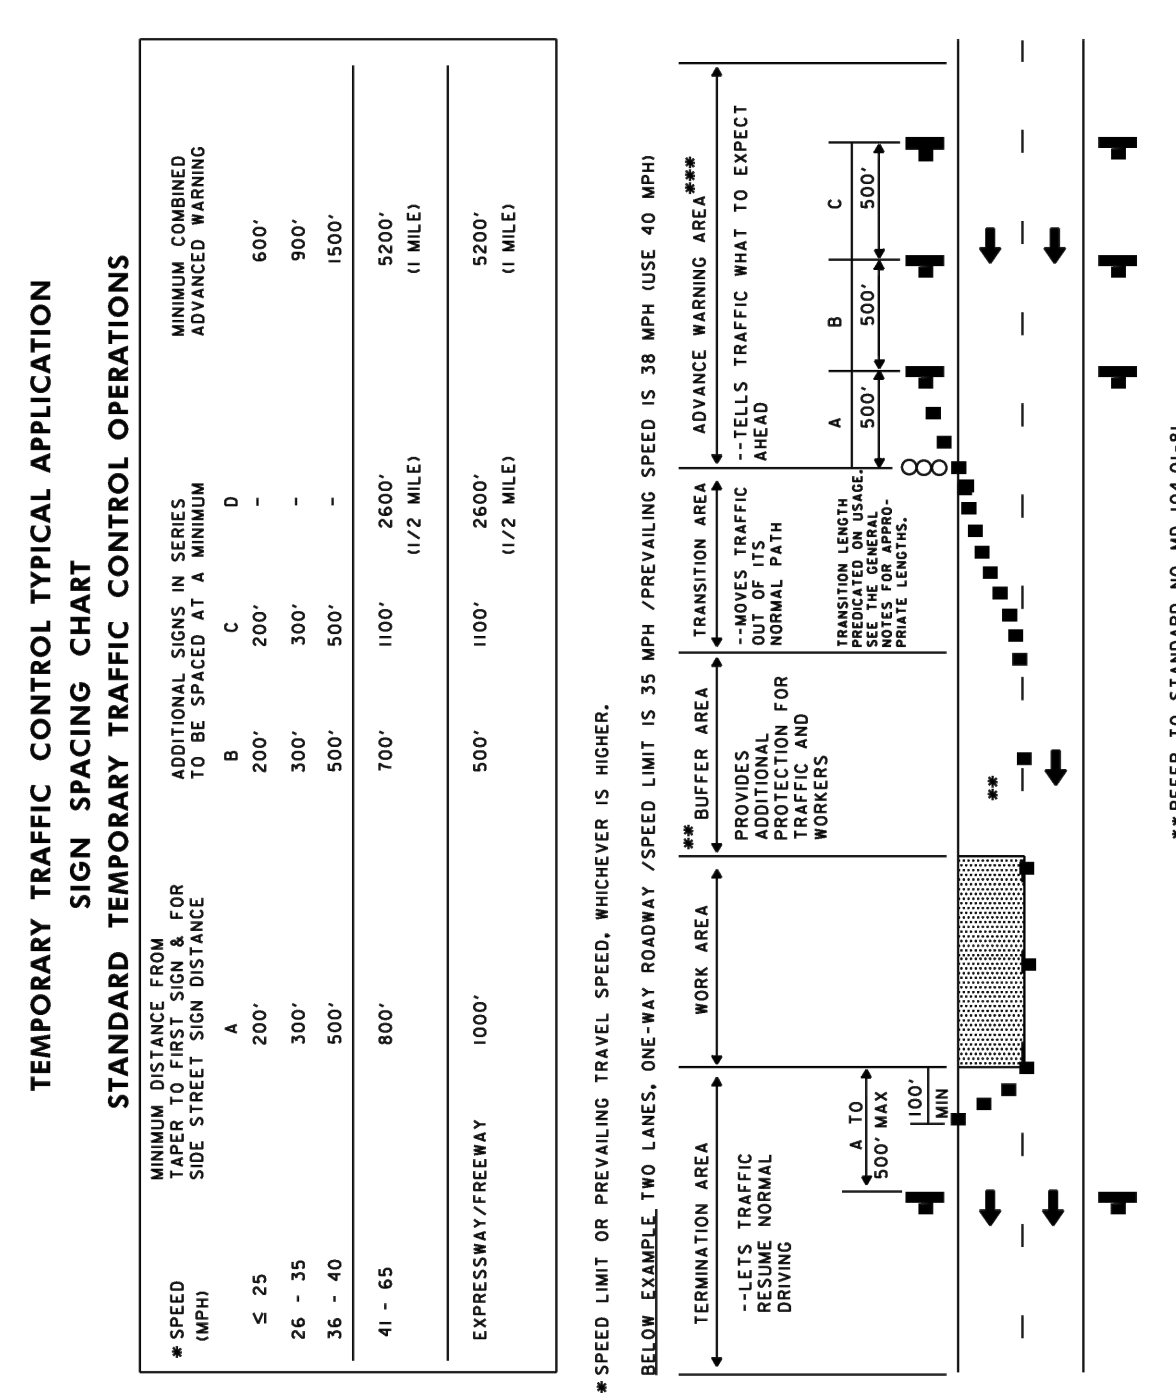 TEMPORARY TRAFFIC CONTROL TYPICAL APPLICATION
SIGN SPACING CHART
STANDARD TEMPORARY TRAFFIC CONTROL OPERATIONS
*SPEED
(MPH)
MINIMUM DISTANCE FROM
TAPER TO FIRST SIGN & FOR
SIDE STREET SIGN DISTANCE
ADDITIONAL SIGNS IN SERIES
TO BE SPACED AT A MINIMUM
MINIMUM COMBINED
ADVANCED WARNING
A B C D
≤ 25 200' 200' 200' - 600'
26 - 35 300' 300' 300' - 900'
36 - 40 500' 500' 500' - 1500'
41 - 65 800' 700' 1100' 2600' 5200'
(1/2 MILE) (1 MILE)
EXPRESSWAY/FREEWAY 1000' 500' 1100' 2600' 5200'
(1/2 MILE) (1 MILE)
*SPEED LIMIT OR PREVAILING TRAVEL SPEED, WHICHEVER IS HIGHER.
BELOW EXAMPLE TWO LANES, ONE-WAY ROADWAY /SPEED LIMIT IS 35 MPH /PREVAILING SPEED IS 38 MPH (USE 40 MPH)
TERMINATION AREA
--LETS TRAFFIC
RESUME NORMAL
DRIVING
A TO
500' MAX
100'
MIN
WORK AREA
** BUFFER AREA
PROVIDES
ADDITIONAL
PROTECTION FOR
TRAFFIC AND
WORKERS
**
TRANSITION AREA
--MOVES TRAFFIC
OUT OF ITS
NORMAL PATH
TRANSITION LENGTH
PREDICATED ON USAGE.
SEE THE GENERAL
NOTES FOR APPRO-
PRIATE LENGTHS.
ADVANCE WARNING AREA***
--TELLS TRAFFIC WHAT TO EXPECT
AHEAD
A B C
500' 500' 500'